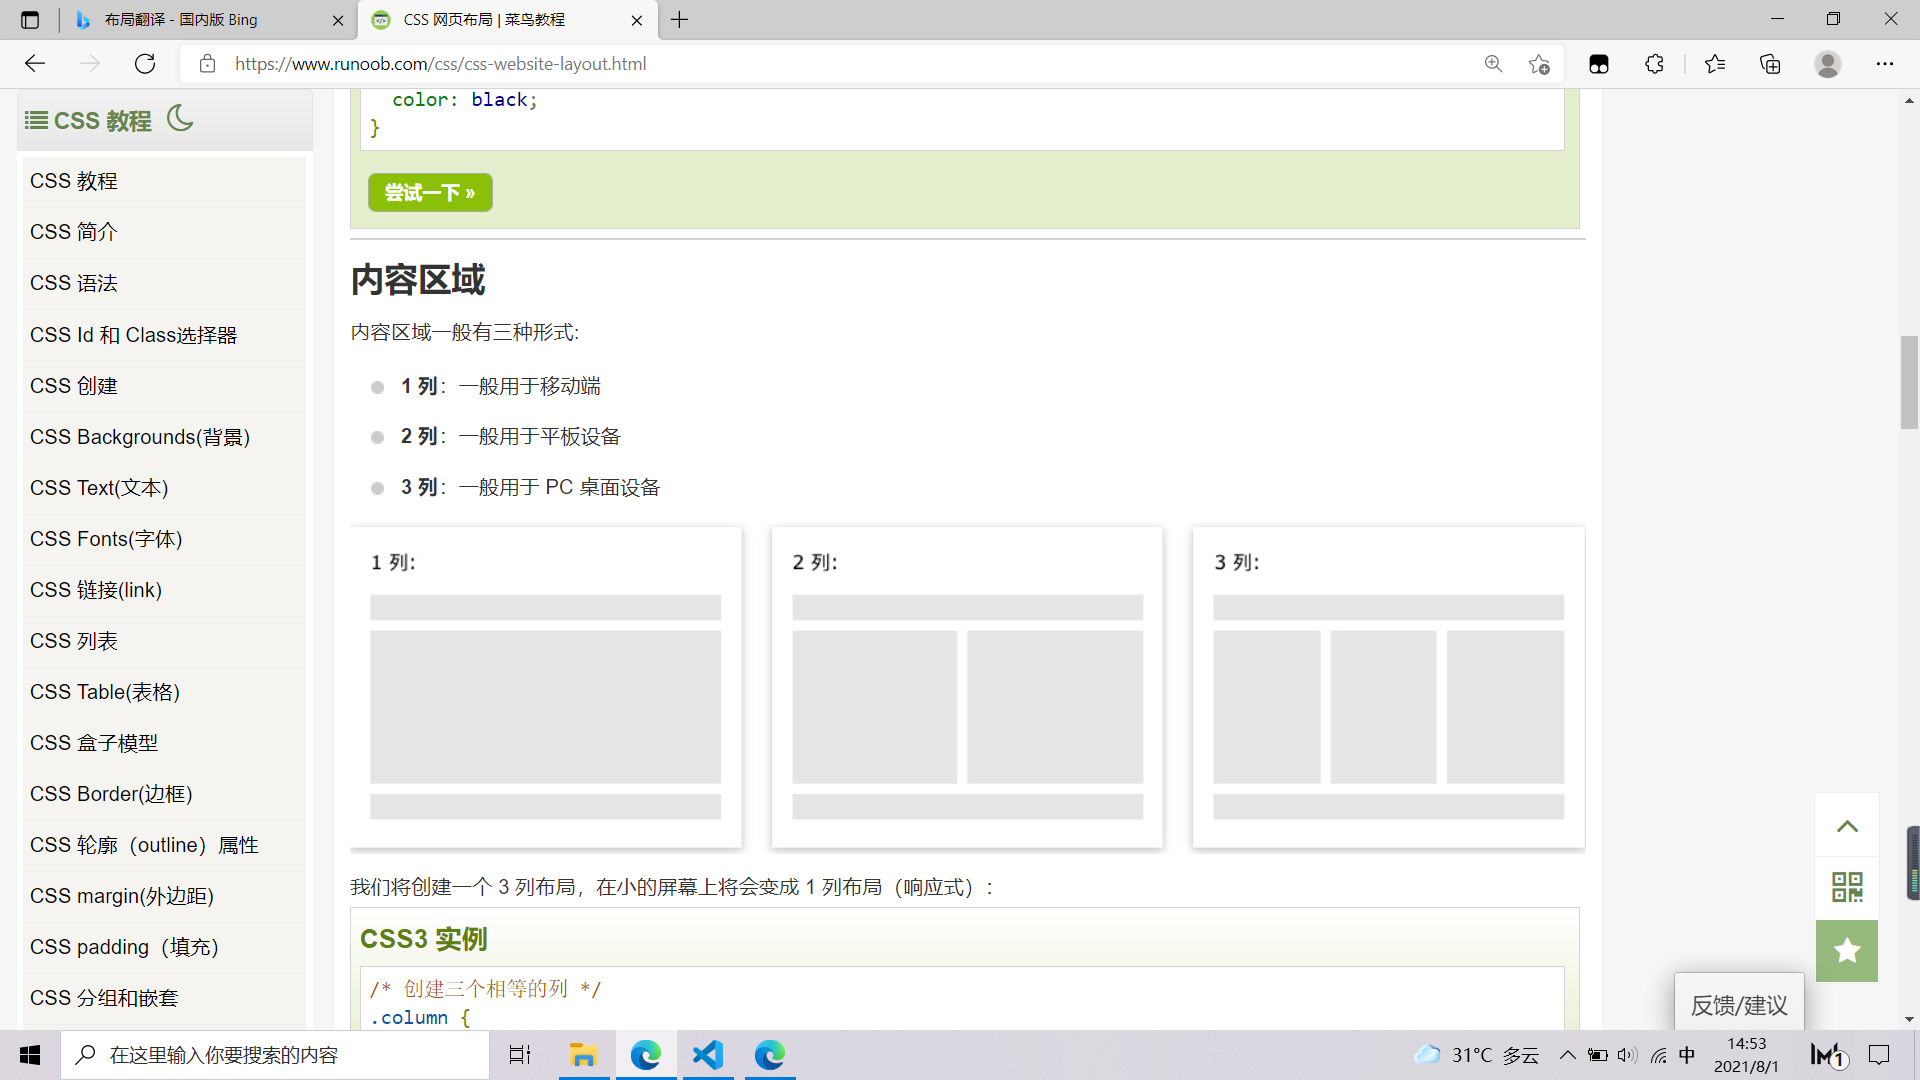 布局翻译 - 国内版 Bing
CSS 网页布局 | 菜鸟教程
https://www.runoob.com/css/css-website-layout.html
CSS 教程
CSS 教程
CSS 简介
CSS 语法
CSS Id 和 Class选择器
CSS 创建
CSS Backgrounds(背景)
CSS Text(文本)
CSS Fonts(字体)
CSS 链接(link)
CSS 列表
CSS Table(表格)
CSS 盒子模型
CSS Border(边框)
CSS 轮廓（outline）属性
CSS margin(外边距)
CSS padding（填充）
CSS 分组和嵌套
color: black;
}
尝试一下 »
内容区域
内容区域一般有三种形式:
1 列：一般用于移动端
2 列：一般用于平板设备
3 列：一般用于 PC 桌面设备
1 列:
2 列:
3 列:
我们将创建一个 3 列布局，在小的屏幕上将会变成 1 列布局（响应式）：
CSS3 实例
/* 创建三个相等的列 */
.column {
反馈/建议
在这里输入你要搜索的内容
31°C 多云
中
14:53
2021/8/1
1